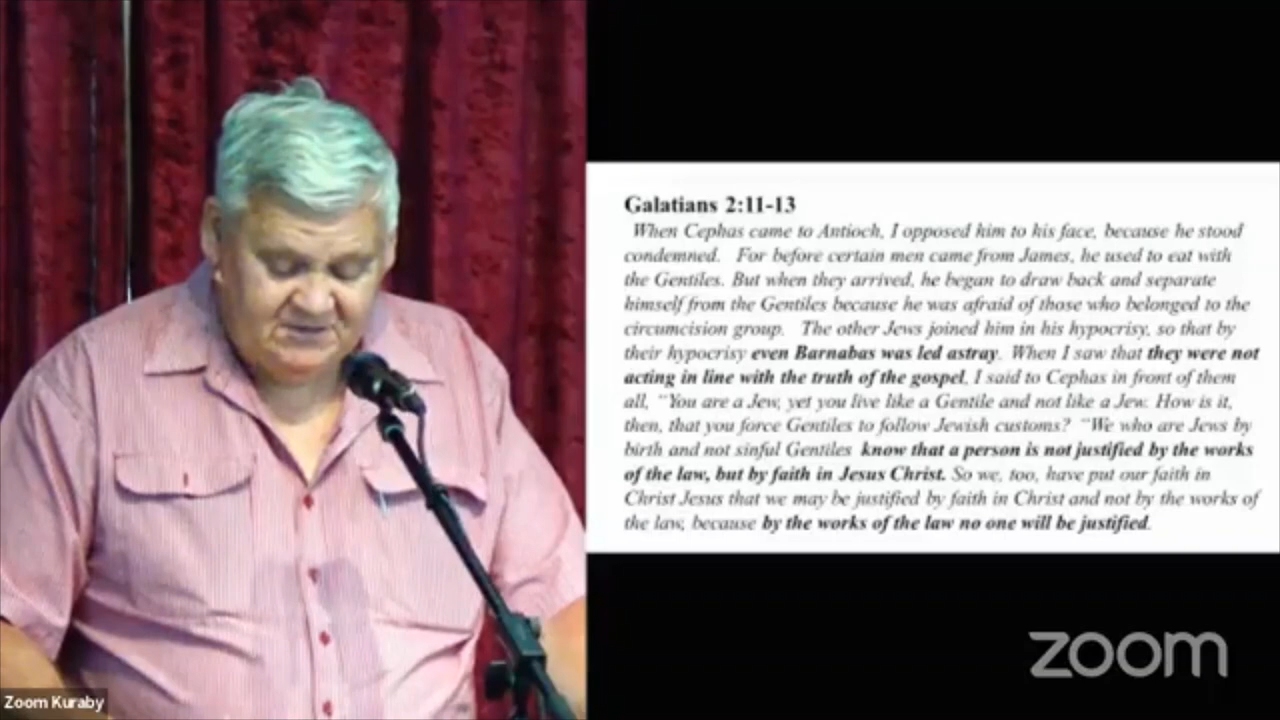 Galatians 2:11-13
When Cephas came to Antioch, I opposed him to his face, because he stood
condemned. For before certain men came from James, he used to eat with
the Gentiles. But when they arrived, he began to draw back and separate
himself from the Gentiles because he was afraid of those who belonged to the
circumcision group. The other Jews joined him in his hypocrisy, so that by
their hypocrisy even Barnabas was led astray. When I saw that they were not
acting in line with the truth of the gospel, I said to Cephas in front of them
all, "You are a Jew, yet you live like a Gentile and not like a Jew. How is it,
then, that you force Gentiles to follow Jewish customs? "We who are Jews by
birth and not sinful Gentiles know that a person is not justified by the works
of the law, but by faith in Jesus Christ. So we, too, have put our faith in
Christ Jesus that we may be justified by faith in Christ and not by the works of
the law, because by the works of the law no one will be justified.
zoom
Zoom Kuraby